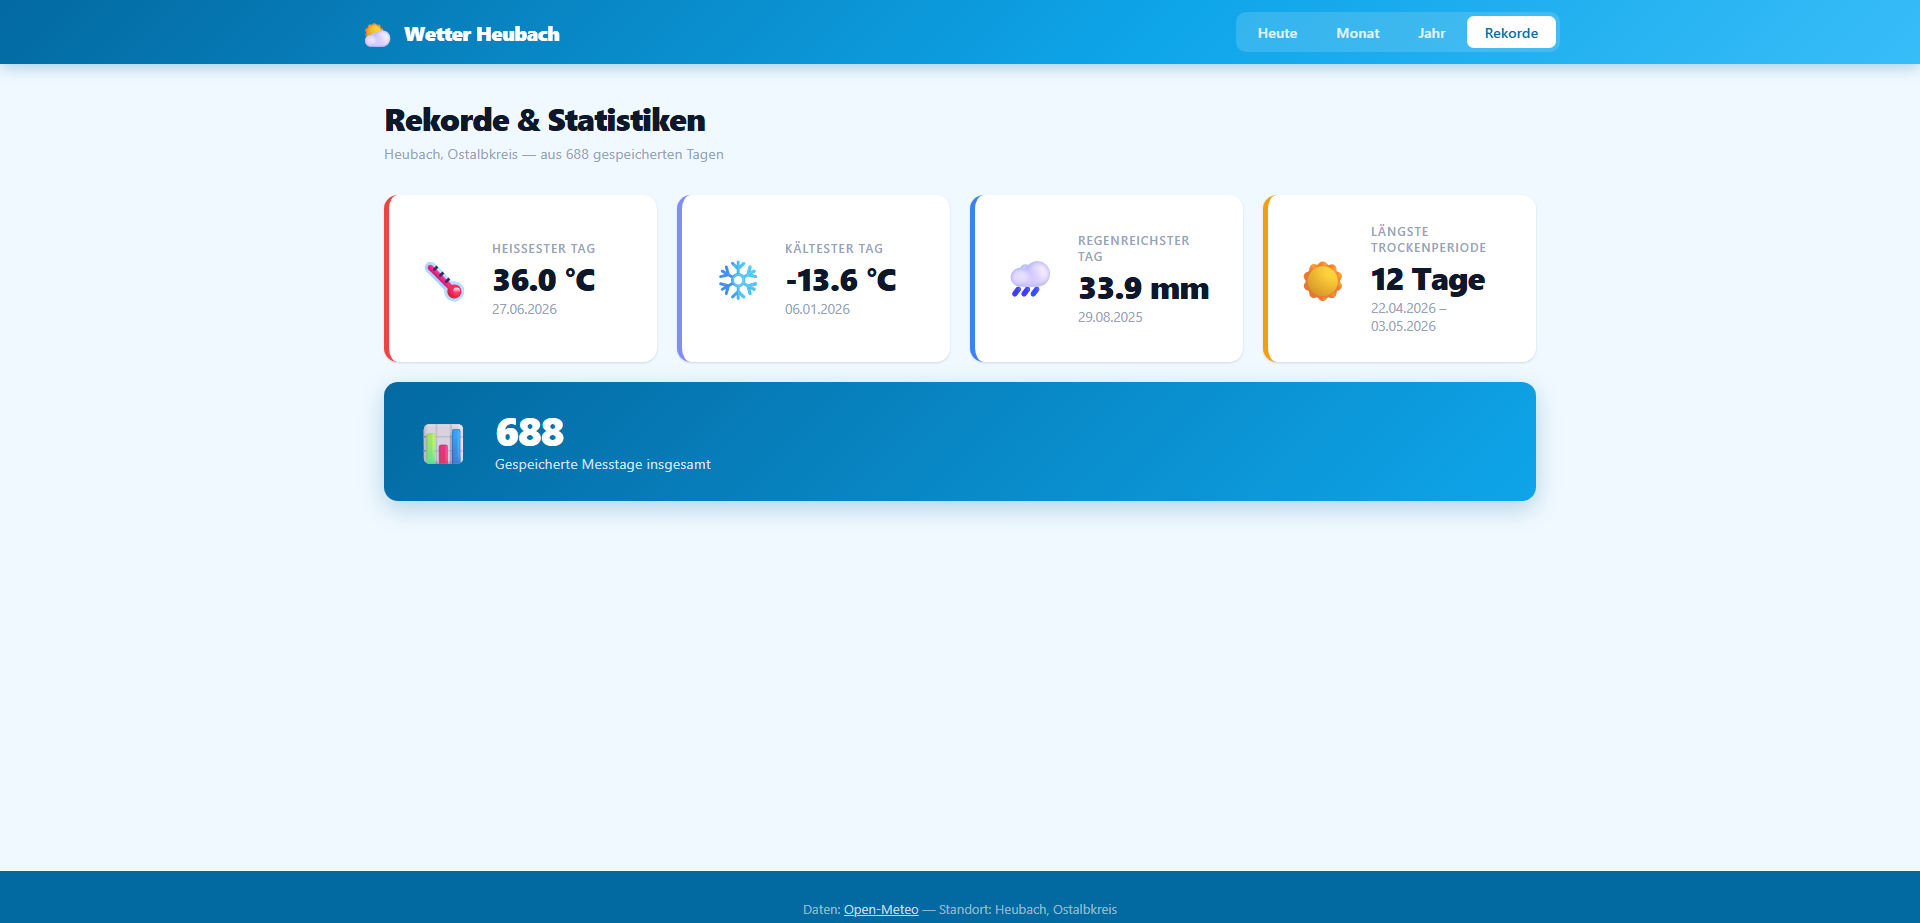 Wetter Heubach
Heute
Monat
Jahr
Rekorde
Rekorde & Statistiken
Heubach, Ostalbkreis — aus 688 gespeicherten Tagen
HEISSESTER TAG
36.0 °C
27.06.2026
KÄLTESTER TAG
-13.6 °C
06.01.2026
REGENREICHSTER
TAG
33.9 mm
29.08.2025
LÄNGSTE
TROCKENPERIODE
12 Tage
22.04.2026 –
03.05.2026
688
Gespeicherte Messtage insgesamt
Daten: Open-Meteo — Standort: Heubach, Ostalbkreis